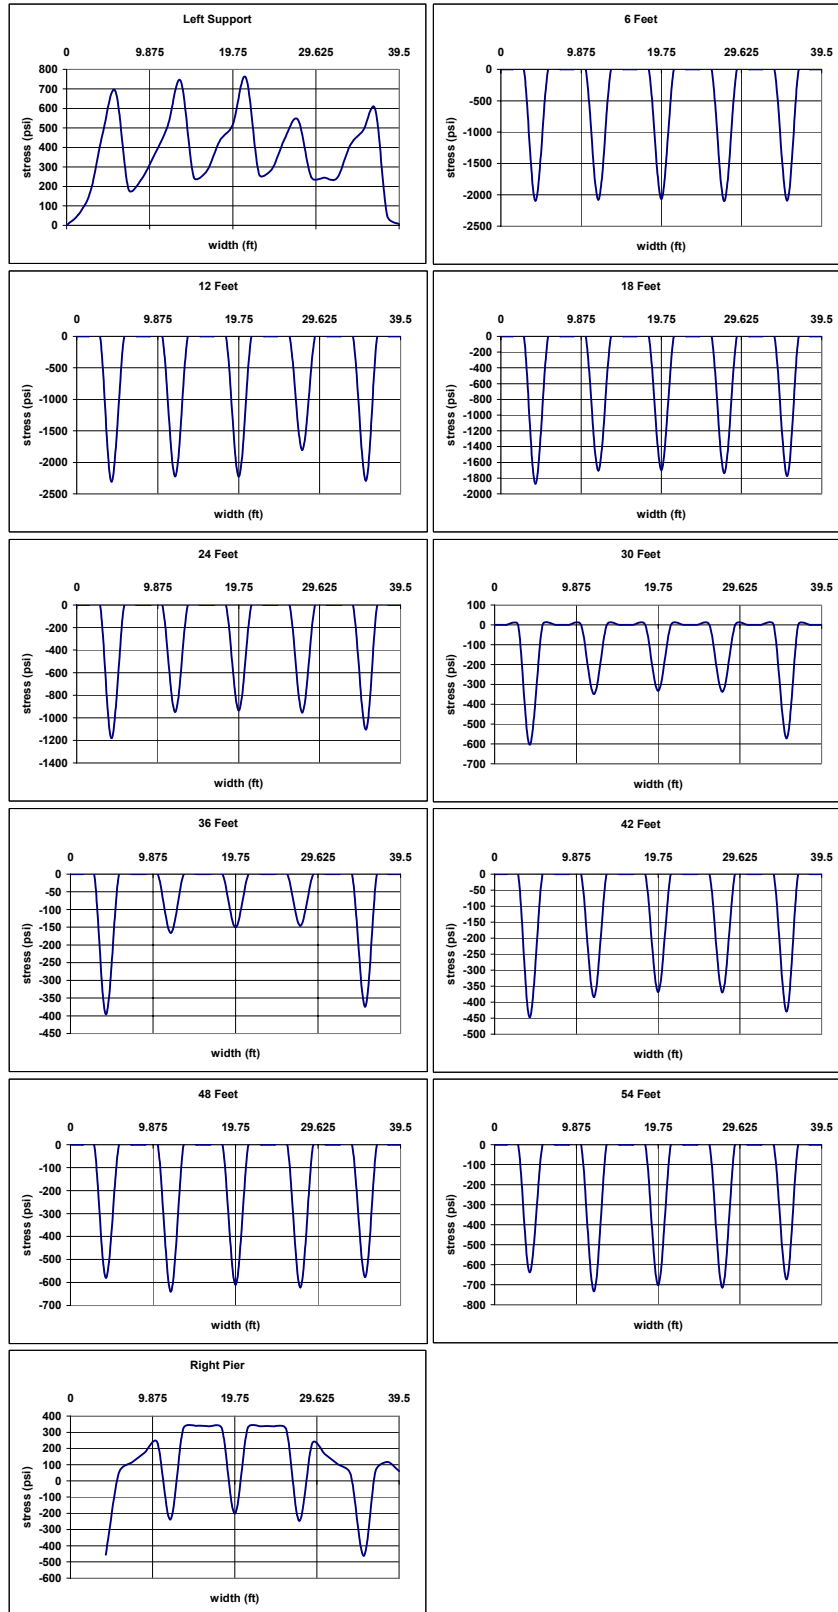 Left Support
0 9.875 19.75 29.625 39.5
800
700
600
500
400
300
200
100
0
stress (psi)
width (ft)
6 Feet
0 9.875 19.75 29.625 39.5
0
-500
-1000
-1500
-2000
-2500
stress (psi)
width (ft)
12 Feet
0 9.875 19.75 29.625 39.5
0
-500
-1000
-1500
-2000
-2500
stress (psi)
width (ft)
18 Feet
0 9.875 19.75 29.625 39.5
0
-200
-400
-600
-800
-1000
-1200
-1400
-1600
-1800
-2000
stress (psi)
width (ft)
24 Feet
0 9.875 19.75 29.625 39.5
0
-200
-400
-600
-800
-1000
-1200
-1400
stress (psi)
width (ft)
30 Feet
0 9.875 19.75 29.625 39.5
100
0
-100
-200
-300
-400
-500
-600
-700
stress (psi)
width (ft)
36 Feet
0 9.875 19.75 29.625 39.5
0
-50
-100
-150
-200
-250
-300
-350
-400
-450
stress (psi)
width (ft)
42 Feet
0 9.875 19.75 29.625 39.5
0
-50
-100
-150
-200
-250
-300
-350
-400
-450
-500
stress (psi)
width (ft)
48 Feet
0 9.875 19.75 29.625 39.5
0
-100
-200
-300
-400
-500
-600
-700
stress (psi)
width (ft)
54 Feet
0 9.875 19.75 29.625 39.5
0
-100
-200
-300
-400
-500
-600
-700
-800
stress (psi)
width (ft)
Right Pier
0 9.875 19.75 29.625 39.5
400
300
200
100
0
-100
-200
-300
-400
-500
-600
stress (psi)
width (ft)